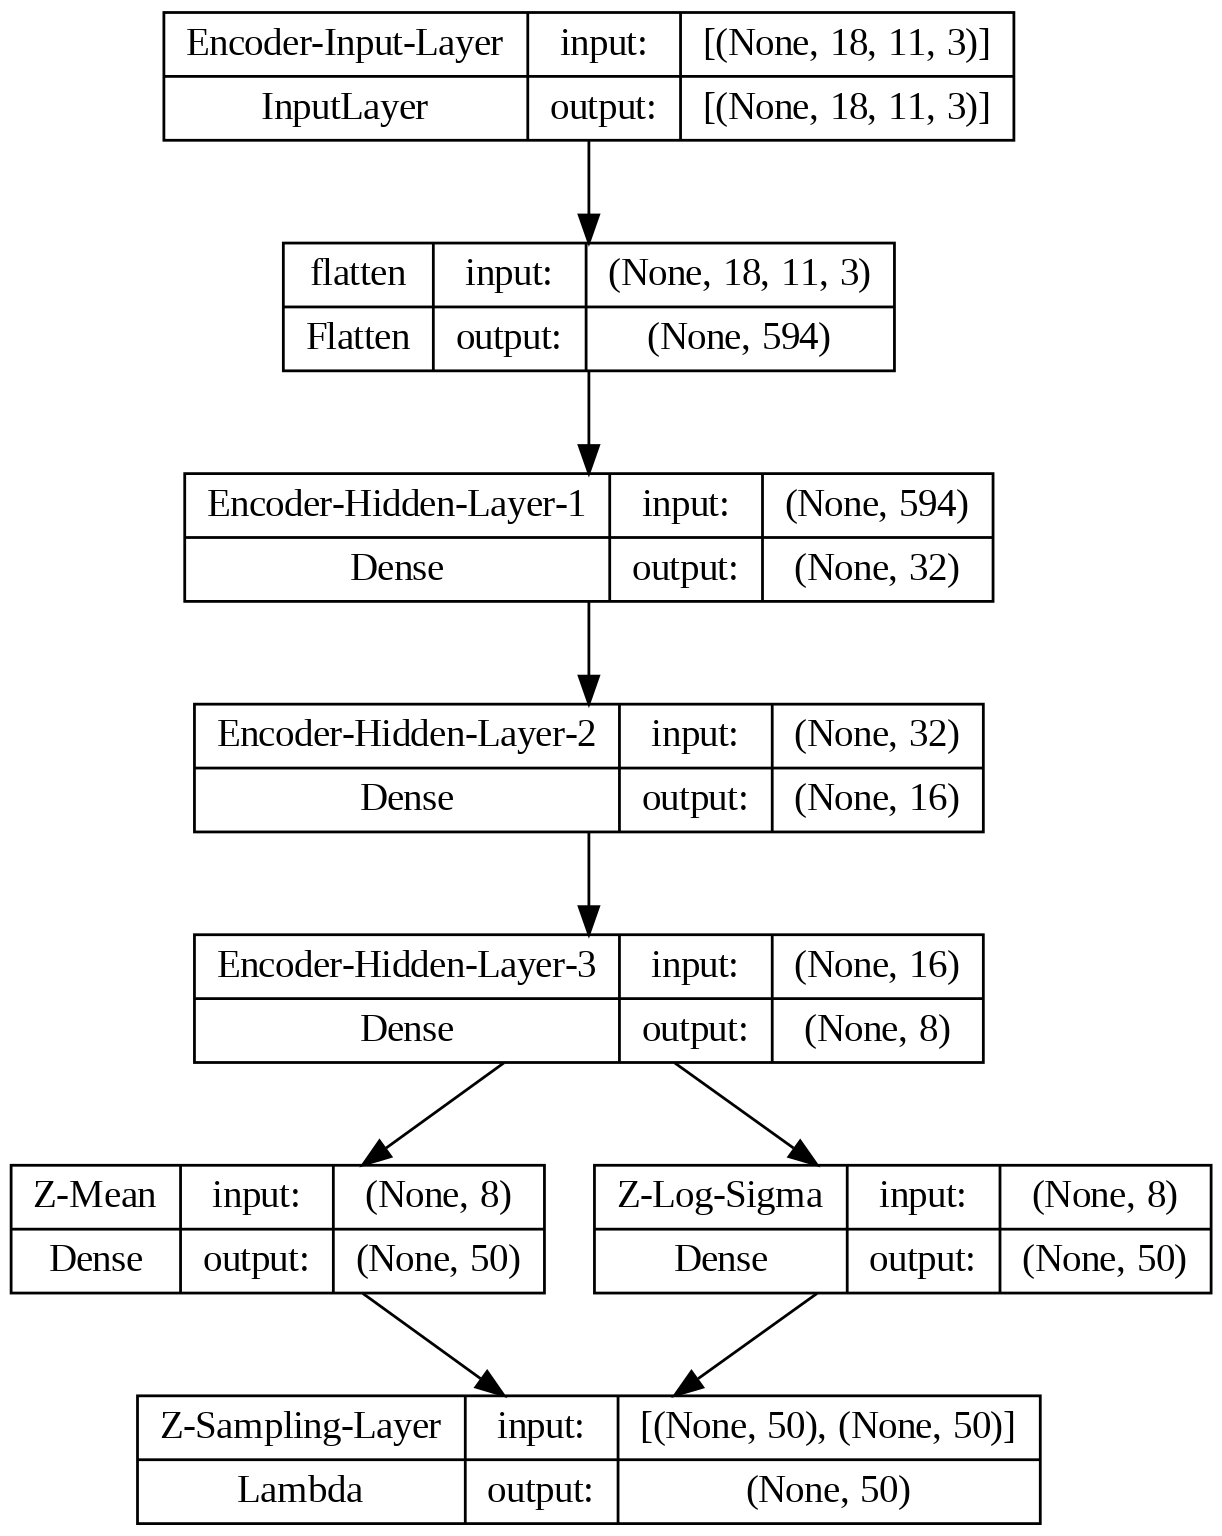 Encoder-Input-Layer input: [(None, 18, 11, 3)]
InputLayer output: [(None, 18, 11, 3)]
flatten input: (None, 18, 11, 3)
Flatten output: (None, 594)
Encoder-Hidden-Layer-1 input: (None, 594)
Dense output: (None, 32)
Encoder-Hidden-Layer-2 input: (None, 32)
Dense output: (None, 16)
Encoder-Hidden-Layer-3 input: (None, 16)
Dense output: (None, 8)
Z-Mean input: (None, 8)
Dense output: (None, 50)
Z-Log-Sigma input: (None, 8)
Dense output: (None, 50)
Z-Sampling-Layer input: [(None, 50), (None, 50)]
Lambda output: (None, 50)